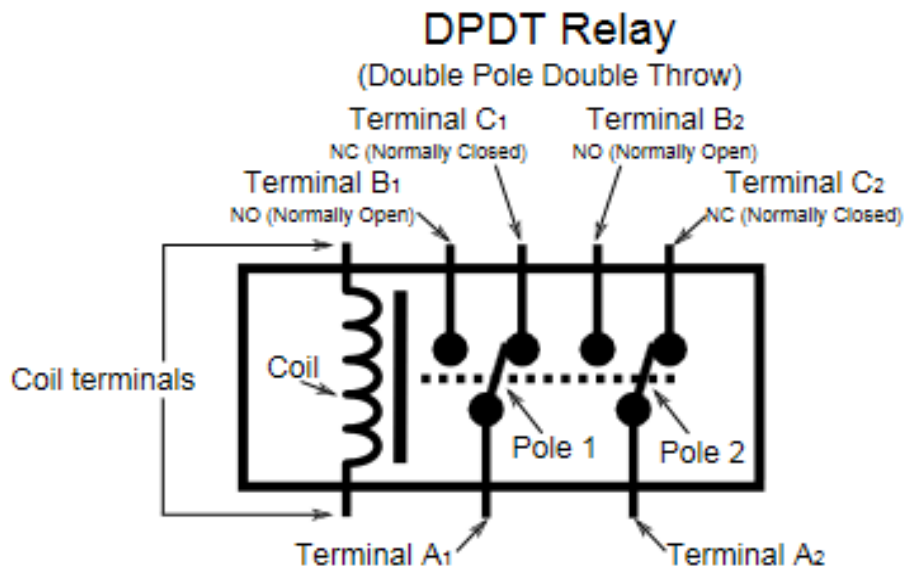 DPDT Relay
(Double Pole Double Throw)
Terminal C1
NC (Normally Closed)
Terminal B2
NO (Normally Open)
Terminal B1
NO (Normally Open)
Terminal C2
NC (Normally Closed)
Coil terminals
Coil
Pole 1
Pole 2
Terminal A1
Terminal A2